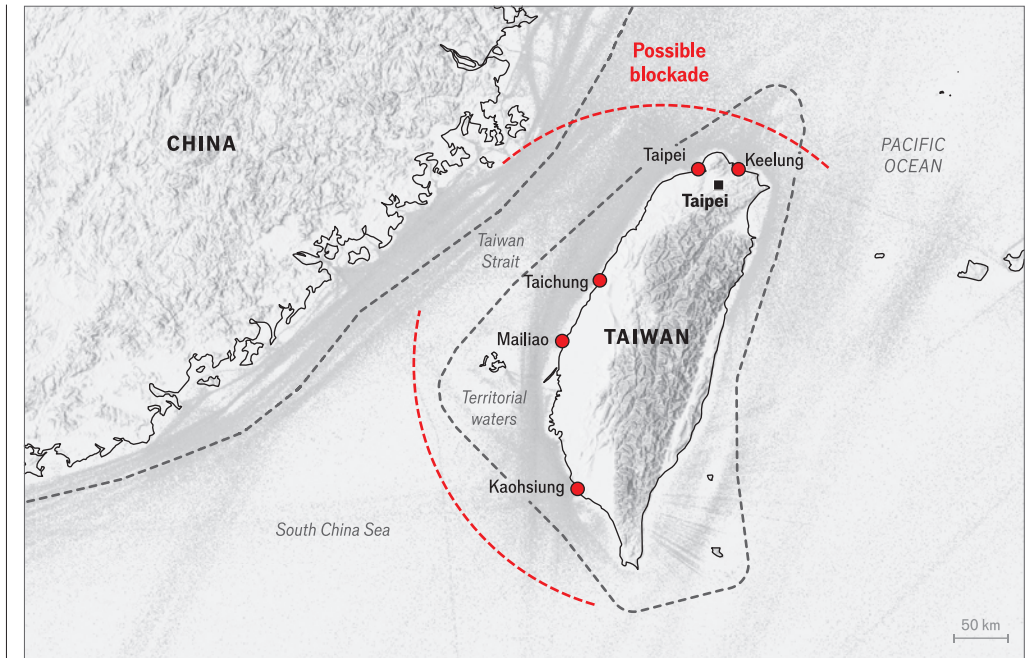 Possible
blockade
CHINA
PACIFIC
OCEAN
Taipei
Keelung
Taipei
Taiwan
Strait
Taichung
Mailiao
TAIWAN
Territorial
waters
Kaohsiung
South China Sea
50 km